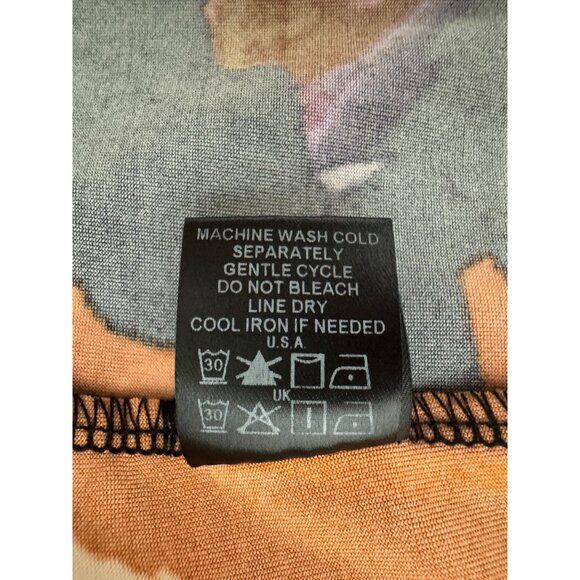 MACHINE WASH COLD
SEPARATELY
GENTLE CYCLE
DO NOT BLEACH
LINE DRY
COOL IRON IF NEEDED
U.S.A.
30
UK
30